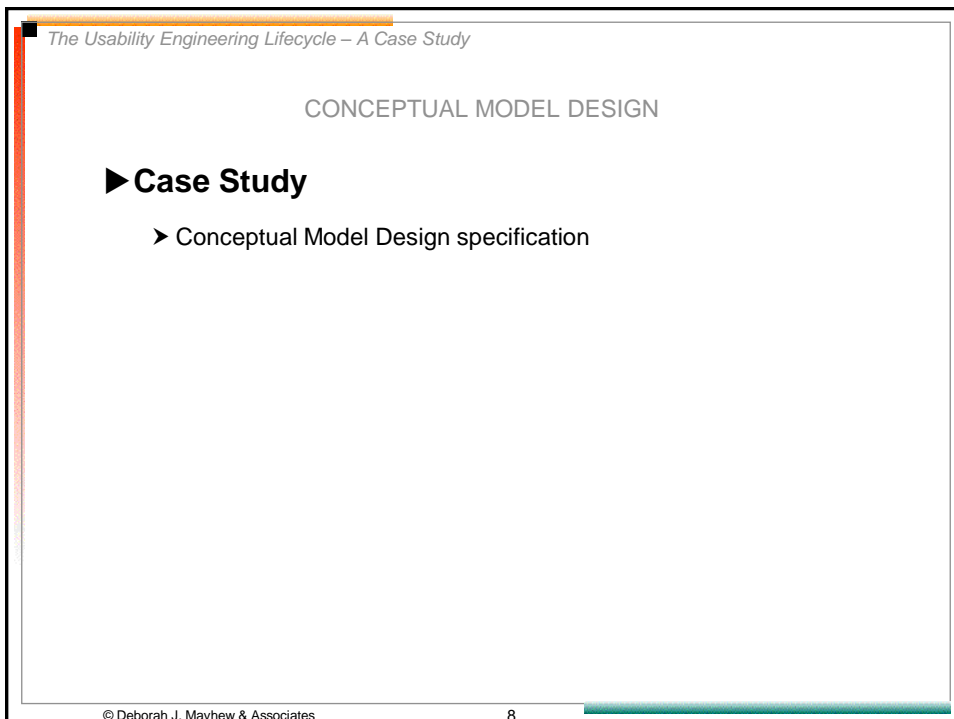 The Usability Engineering Lifecycle – A Case Study
CONCEPTUAL MODEL DESIGN
Case Study
Conceptual Model Design specification
© Deborah J. Mayhew & Associates
8